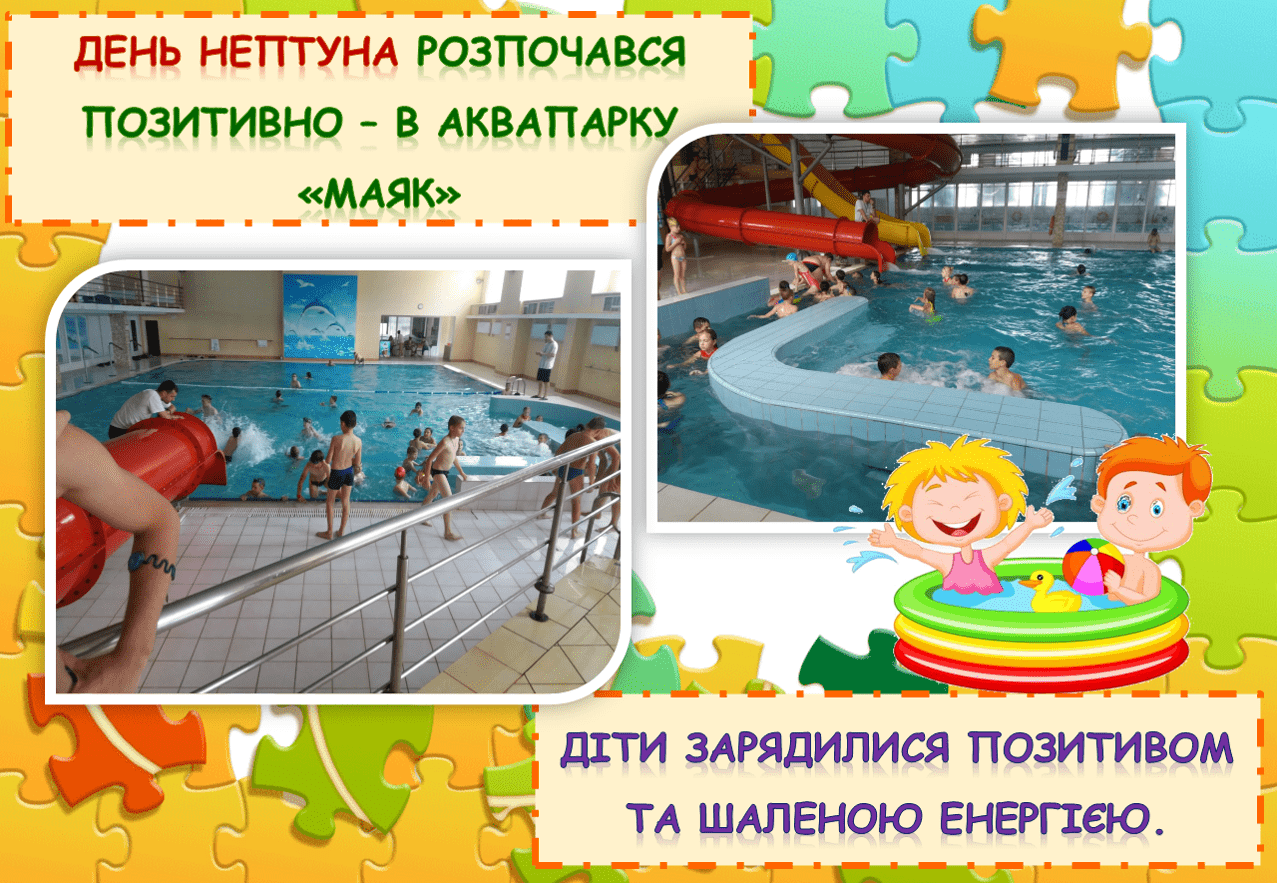 ДЕНЬ НЕПТУНА РОЗПОЧАВСЯ
ПОЗИТИВНО – В АКВАПАРКУ
«МАЯК»
ДІТИ ЗАРЯДИЛИСЯ ПОЗИТИВОМ
ТА ШАЛЕНОЮ ЕНЕРГІЄЮ.